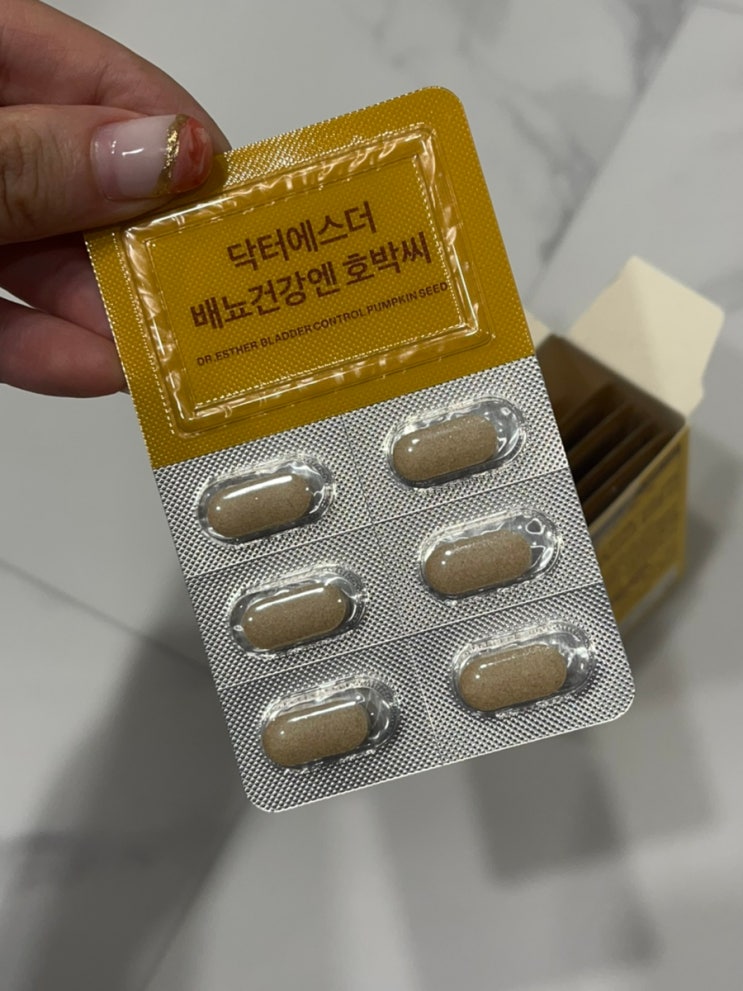 닥터에스더
배뇨건강엔 호박씨
DR.ESTHER BLADDER CONTROL PUMPKIN SEED